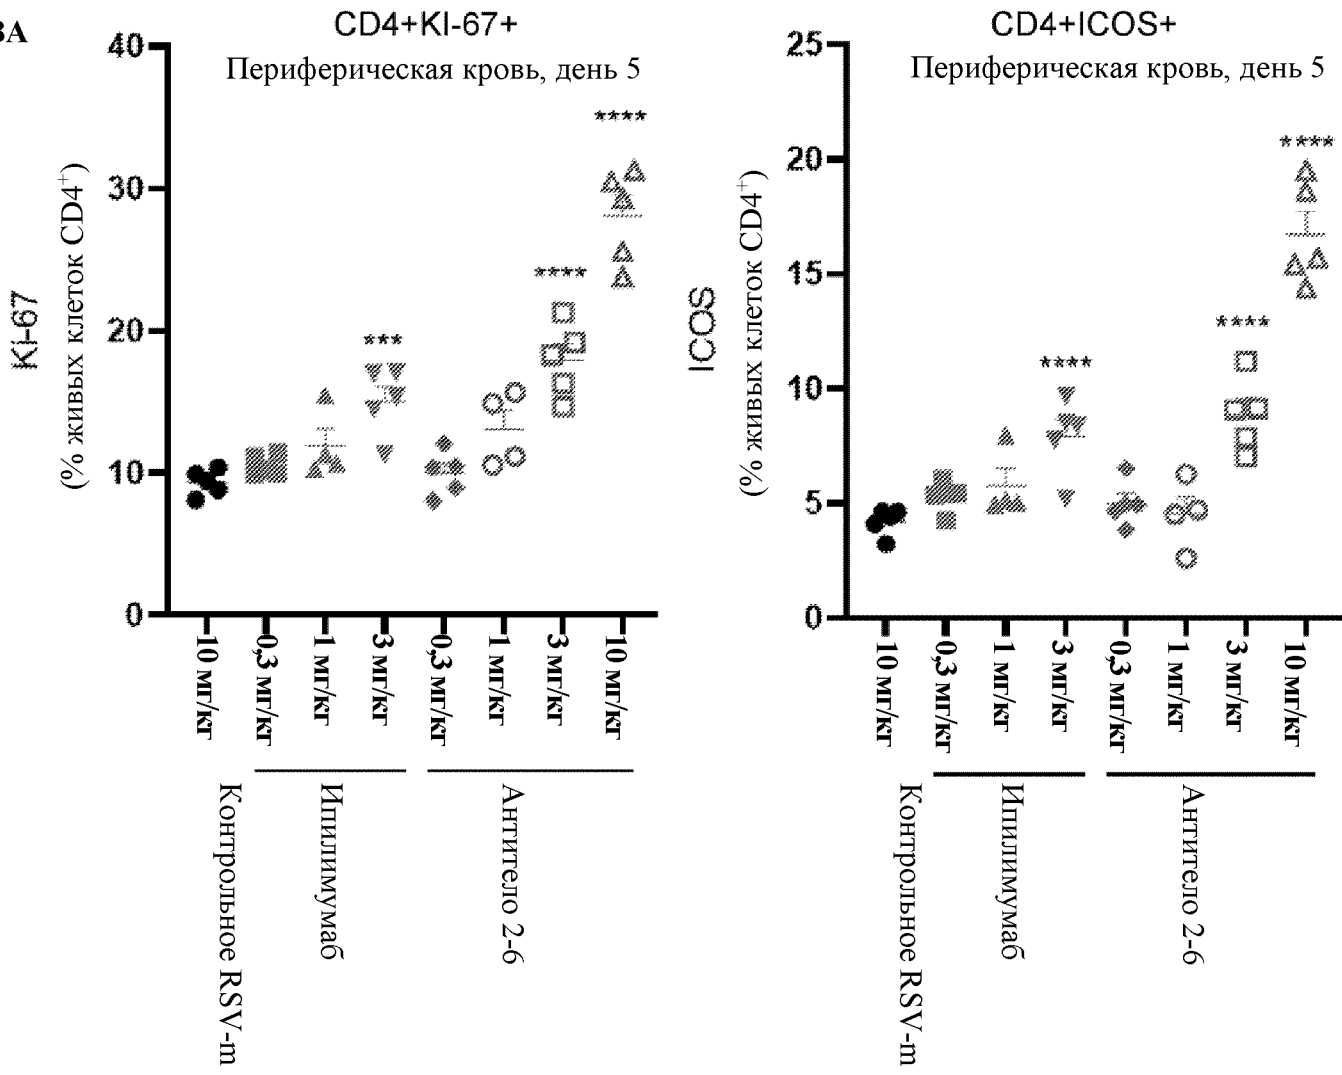 3A
CD4+KI-67+
Периферическая кровь, день 5
KI-67
(% живых клеток CD4+)
40
30
20
10
0
****
****
***
10 мг/кг
0,3 мг/кг
1 мг/кг
3 мг/кг
0,3 мг/кг
1 мг/кг
3 мг/кг
10 мг/кг
Контрольное RSV-m
Ипилимумаб
Антитело 2-6
CD4+ICOS+
Периферическая кровь, день 5
ICOS
(% живых клеток CD4+)
25
20
15
10
5
0
****
****
****
10 мг/кг
0,3 мг/кг
1 мг/кг
3 мг/кг
0,3 мг/кг
1 мг/кг
3 мг/кг
10 мг/кг
Контрольное RSV-m
Ипилимумаб
Антитело 2-6